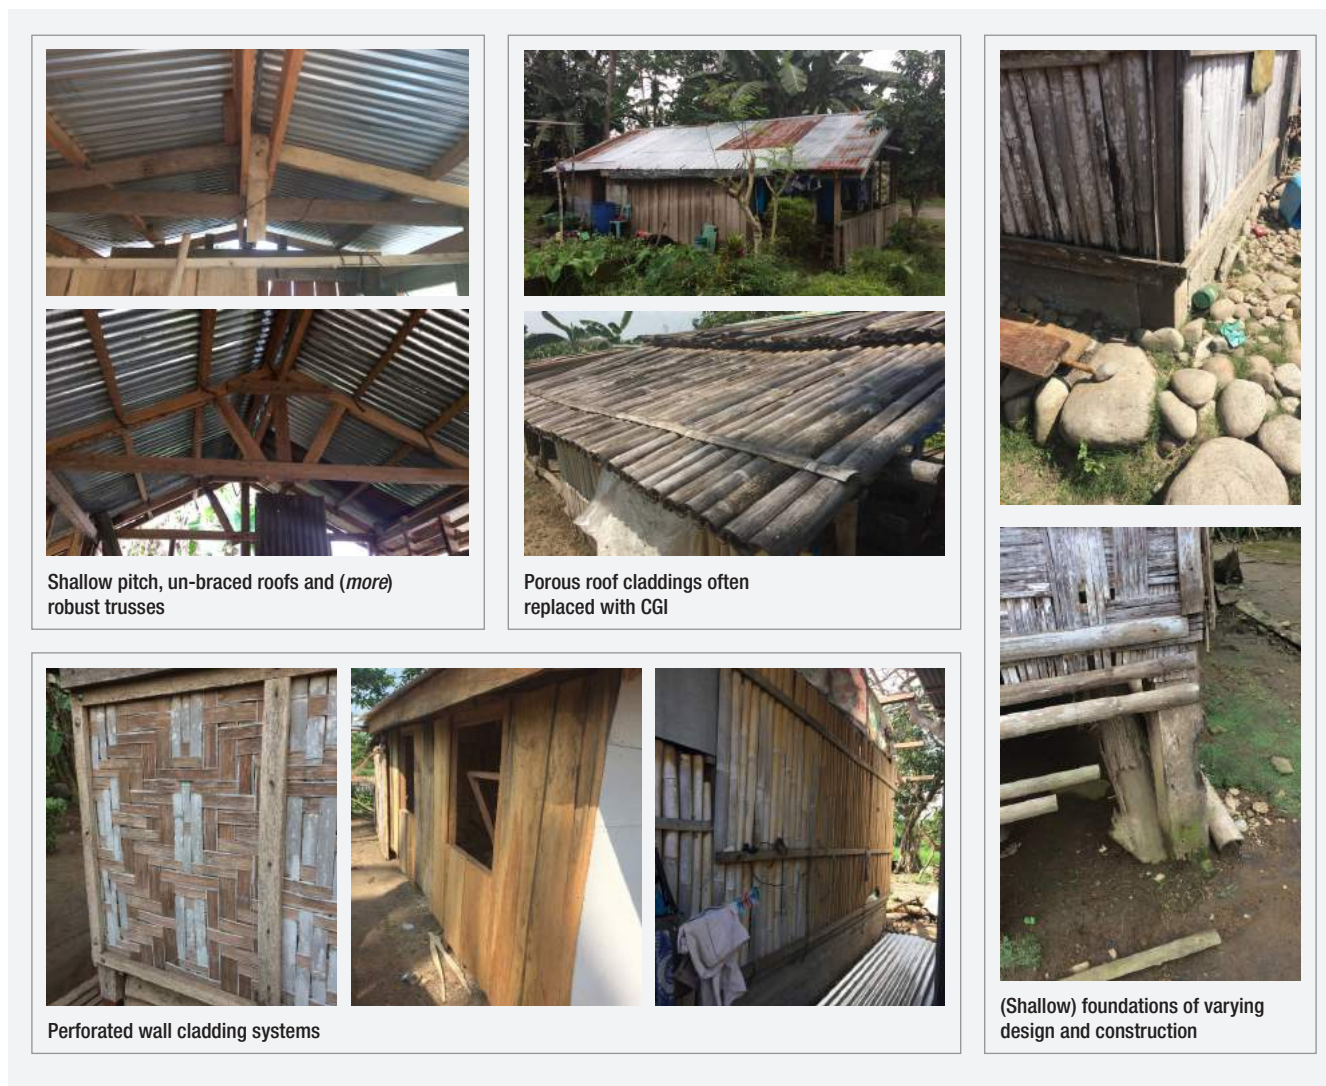 Shallow pitch, un-braced roofs and (more)
robust trusses
Porous roof claddings often
replaced with CGI
Perforated wall cladding systems
(Shallow) foundations of varying
design and construction